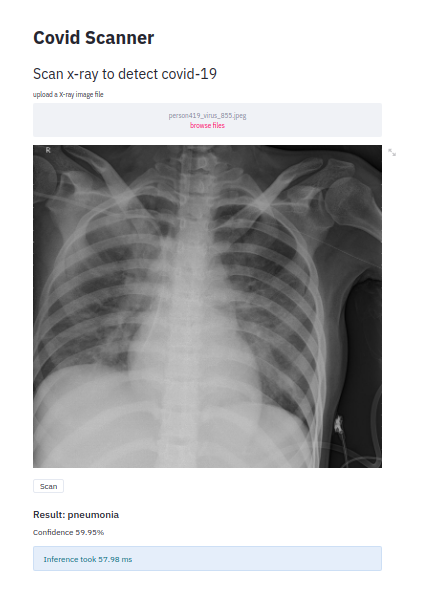 Covid Scanner
Scan x-ray to detect covid-19
upload a X-ray image file
person419_virus_855.jpeg
browse files
R
Scan
Result: pneumonia
Confidence 59.95%
Inference took 57.98 ms